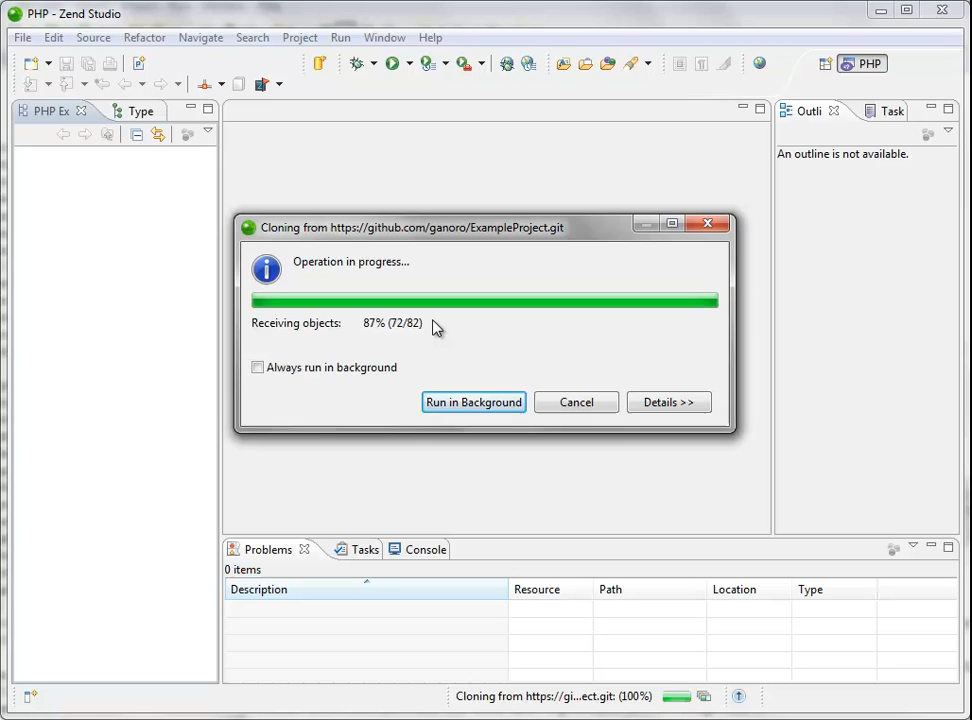 PHP - Zend Studio
File Edit Source Refactor Navigate Search Project Run Window Help
PHP
PHP Ex Type
Outli Task
An outline is not available.
Cloning from https://github.com/ganoro/ExampleProject.git
Operation in progress...
Receiving objects: 87% (72/82)
Always run in background
Run in Background Cancel Details >>
Problems Tasks Console
0 items
Description Resource Path Location Type
Cloning from https://gi...ect.git: (100%)